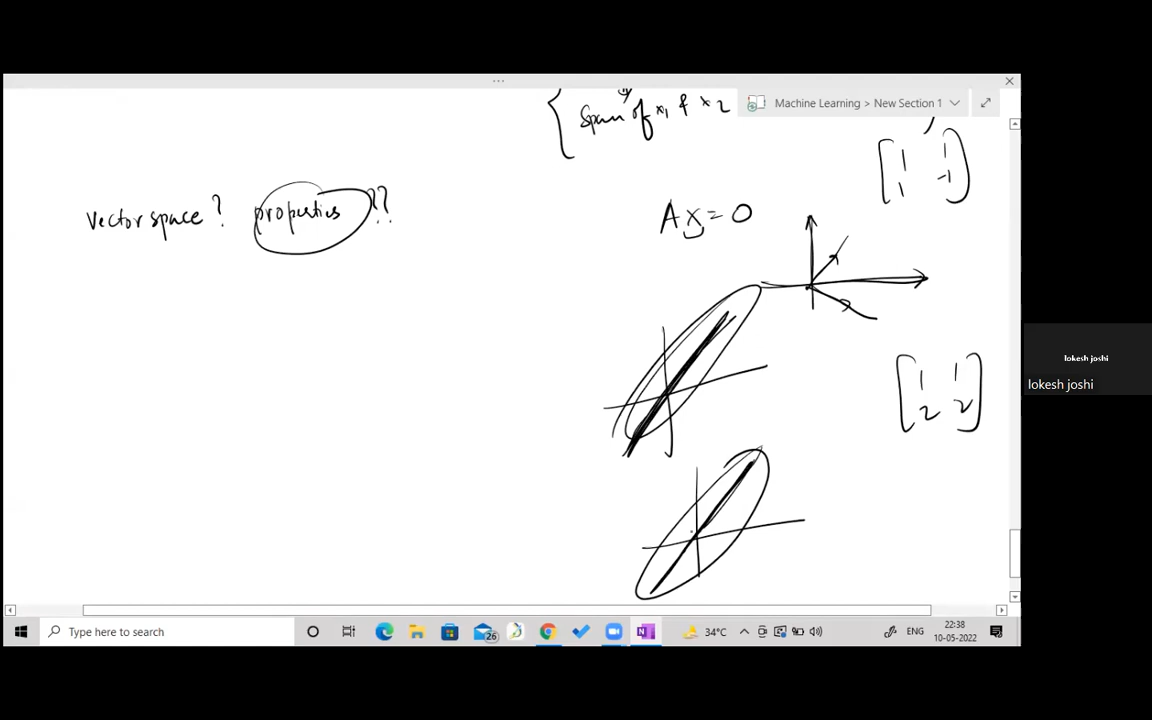 Machine Learning > New Section 1
Span of x1 & x2
[1 1
1 -1]
vector space? properties ??
Ax = 0
[1 1
2 2]
lokesh joshi
lokesh joshi
Type here to search
26
34°C
ENG
22:38
10-05-2022